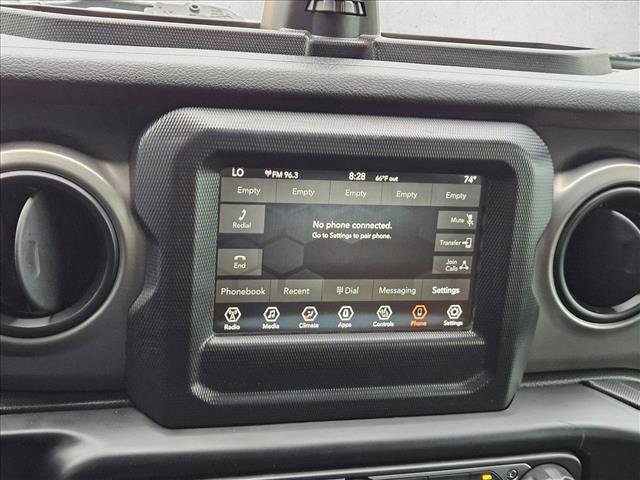 LO FM 96.3 8:28 66°F out 74°
Empty Empty Empty Empty Empty
Redial
No phone connected.
Go to Settings to pair phone.
Mute
Transfer
End
Join
Calls
Phonebook Recent Dial Messaging Settings
Radio Media Climate Apps Controls Phone Settings